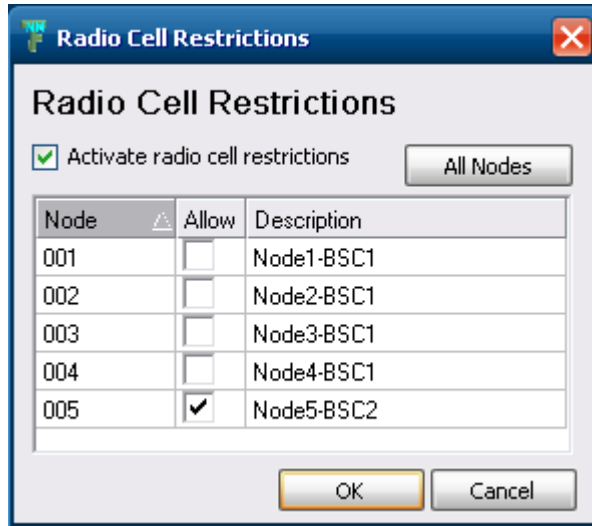 Radio Cell Restrictions
Radio Cell Restrictions
Activate radio cell restrictions
All Nodes
Node Allow Description
001 Node1-BSC1
002 Node2-BSC1
003 Node3-BSC1
004 Node4-BSC1
005 Node5-BSC2
OK Cancel